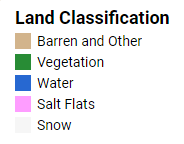 Land Classification
Barren and Other
Vegetation
Water
Salt Flats
Snow